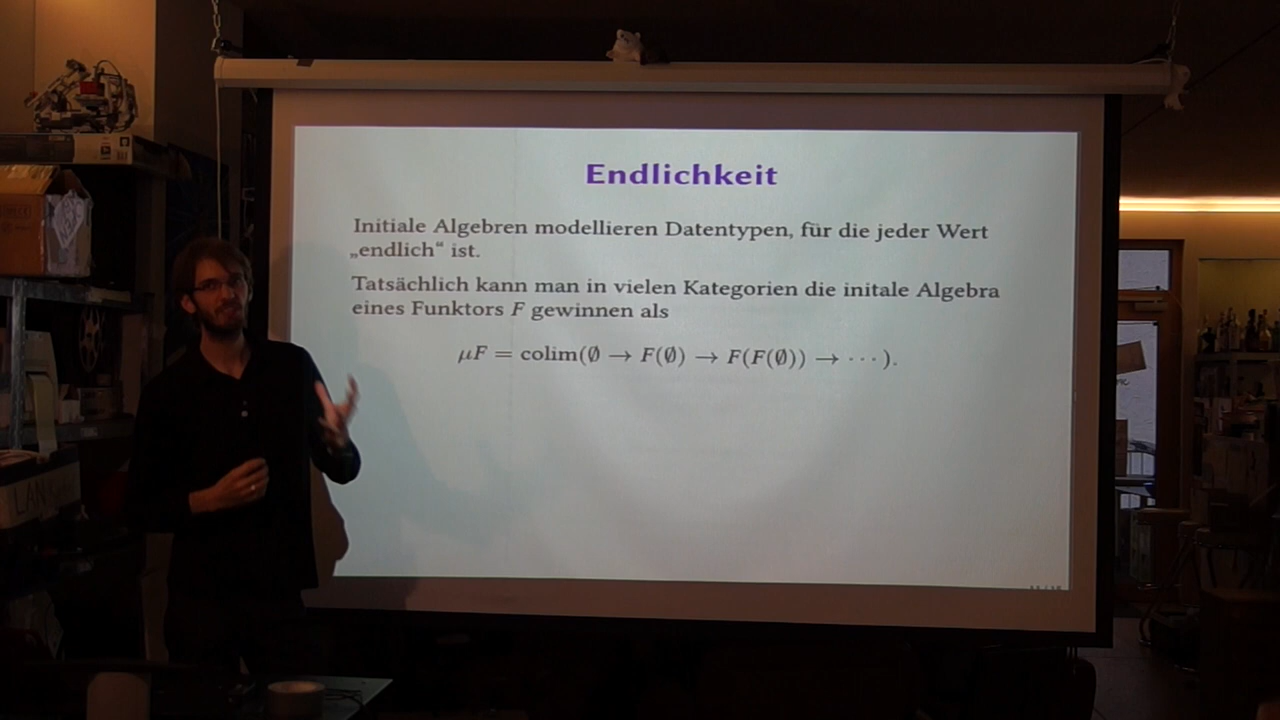 Endlichkeit
Initiale Algebren modellieren Datentypen, für die jeder Wert
„endlich“ ist.
Tatsächlich kann man in vielen Kategorien die initale Algebra
eines Funktors F gewinnen als
μF = colim(∅ → F(∅) → F(F(∅)) → ⋯ ).
LAN